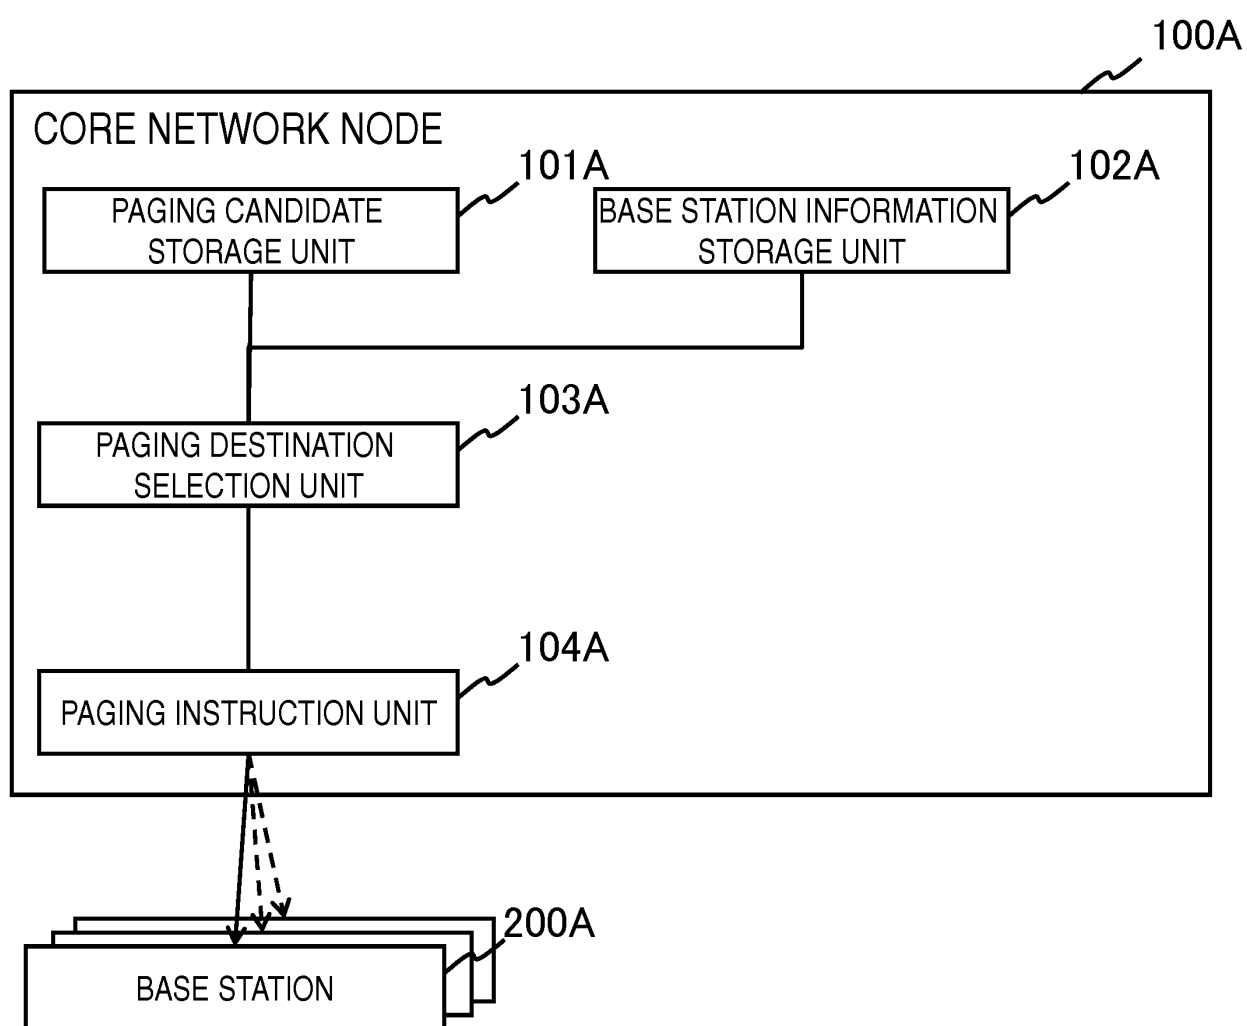 100A
CORE NETWORK NODE
101A
102A
PAGING CANDIDATE
STORAGE UNIT
BASE STATION INFORMATION
STORAGE UNIT
103A
PAGING DESTINATION
SELECTION UNIT
104A
PAGING INSTRUCTION UNIT
200A
BASE STATION